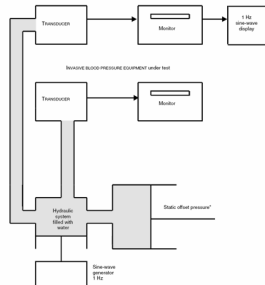 TRANSDUCER
Monitor
1 Hz
sine-wave
display
INVASIVE BLOOD PRESSURE EQUIPMENT under test
TRANSDUCER
Monitor
Hydraulic
system
filled with
water
Static offset pressure
Sine-wave
generator
1 Hz